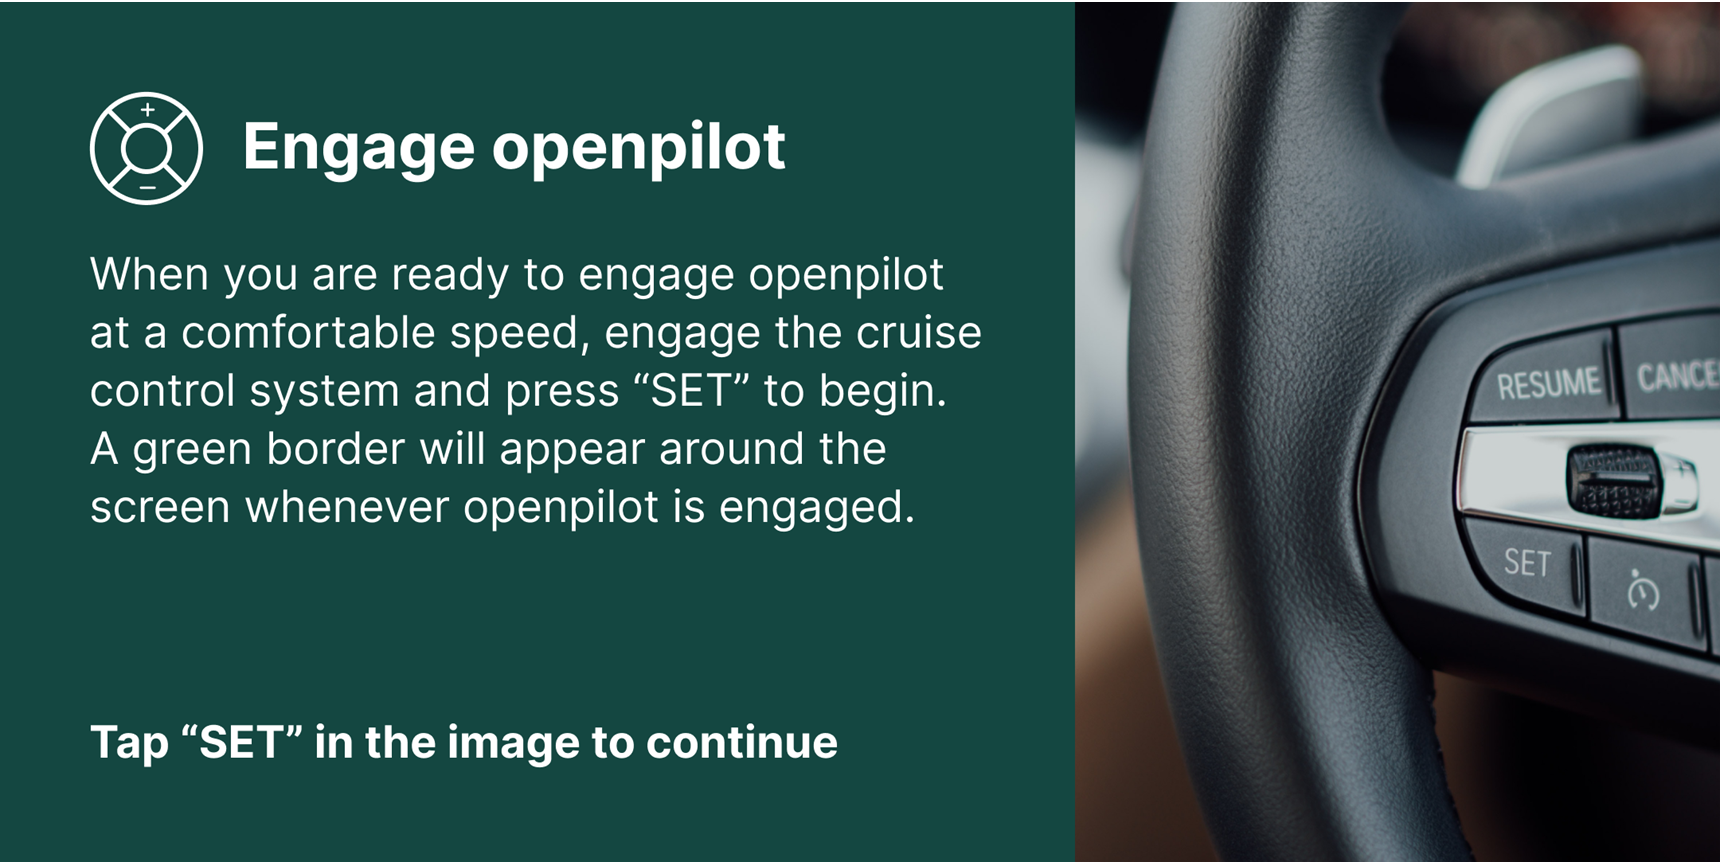 Engage openpilot
When you are ready to engage openpilot
at a comfortable speed, engage the cruise
control system and press “SET” to begin.
A green border will appear around the
screen whenever openpilot is engaged.
Tap “SET” in the image to continue
RESUME
CANCE
SET